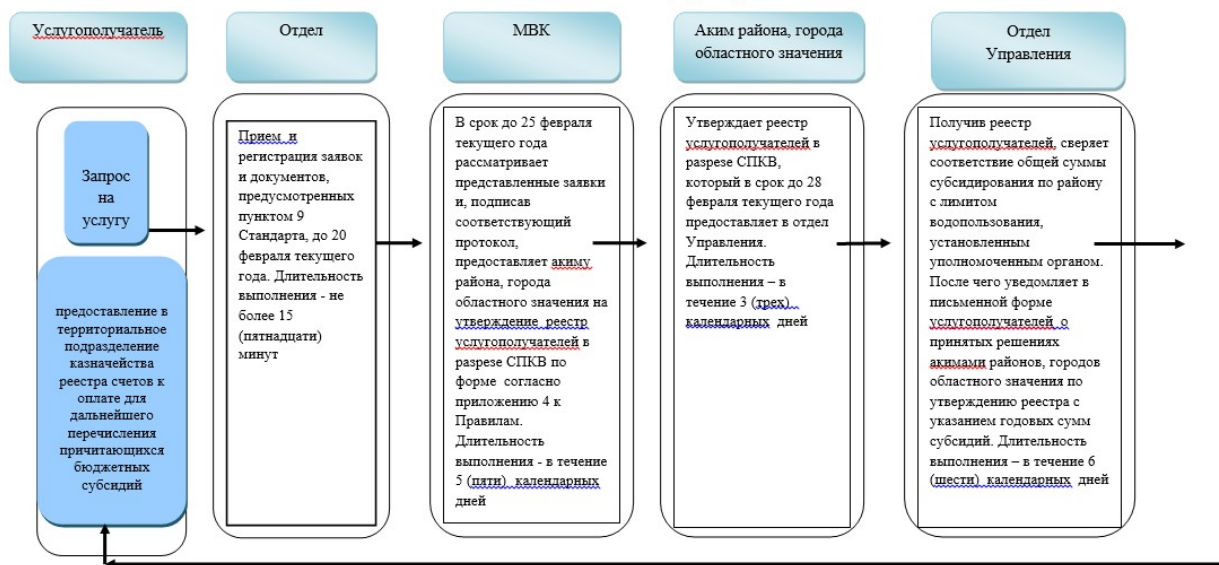 Услугополучатель
Запрос
на
услугу
предоставление в
территориальное
подразделение
казначейства
реестра счетов к
оплате для
дальнейшего
перечисления
причитающихся
бюджетных
субсидий
Отдел
Прием и
регистрация заявок
и документов,
предусмотренных
пунктом 9
Стандарта, до 20
февраля текущего
года. Длительность
выполнения - не
более 15
(пятнадцати)
минут
МВК
В срок до 25 февраля
текущего года
рассматривает
представленные заявки
и, подписав
соответствующий
протокол,
предоставляет акиму
района, города
областного значения на
утверждение реестр
услугополучателей в
разрезе СПКВ по
форме согласно
приложению 4 к
Правилам.
Длительность
выполнения - в течение
5 (пяти) календарных
дней
Аким района, города
областного значения
Утверждает реестр
услугополучателей в
разрезе СПКВ,
который в срок до 28
февраля текущего года
предоставляет в отдел
Управления.
Длительность
выполнения – в
течение 3 (трех)
календарных дней
Отдел
Управления
Получив реестр
услугополучателей, сверяет
соответствие общей суммы
субсидирования по району
с лимитом
водопользования,
установленным
уполномоченным органом.
После чего уведомляет в
письменной форме
услугополучателей о
принятых решениях
акимами районов, городов
областного значения по
утверждению реестра с
указанием годовых сумм
субсидий. Длительность
выполнения – в течение 6
(шести) календарных дней